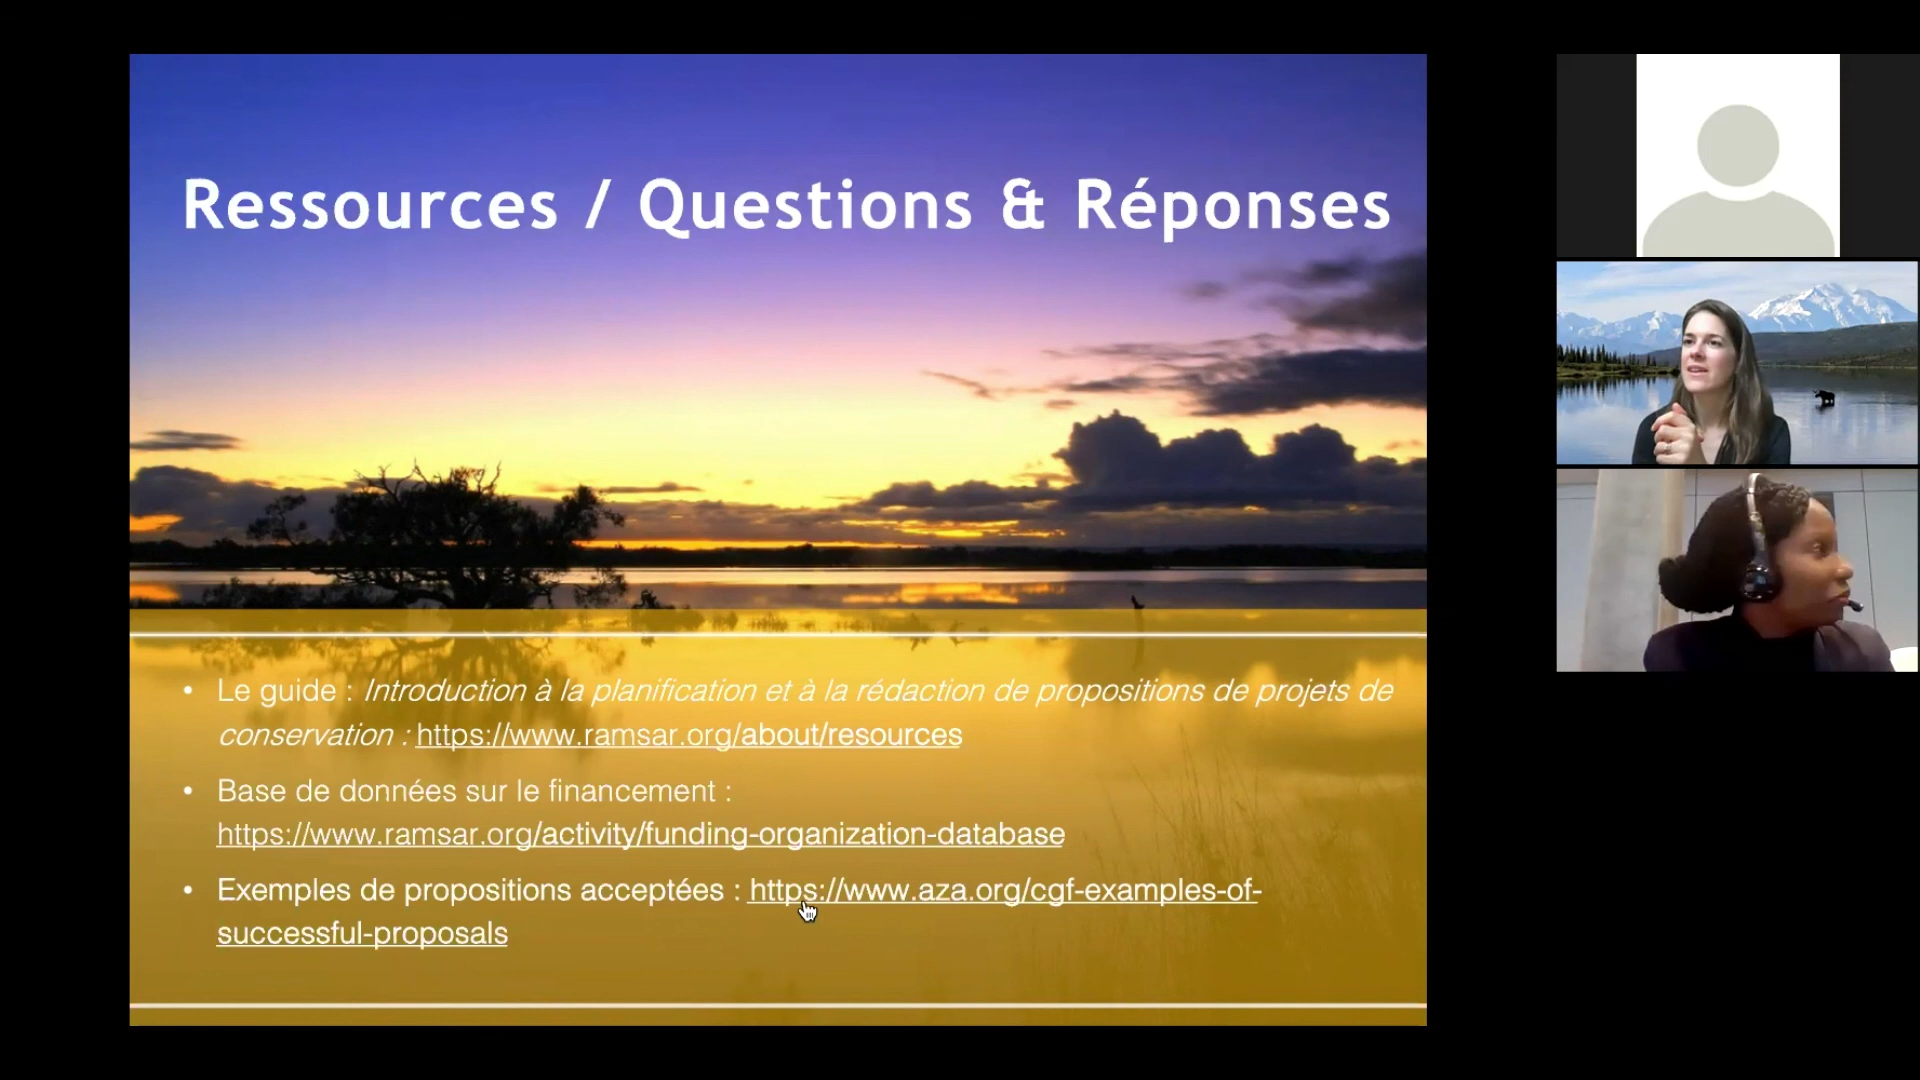 Ressources / Questions & Réponses
• Le guide : Introduction à la planification et à la rédaction de propositions de projets de
conservation : https://www.ramsar.org/about/resources
• Base de données sur le financement :
https://www.ramsar.org/activity/funding-organization-database
• Exemples de propositions acceptées : https://www.aza.org/cgf-examples-of-
successful-proposals